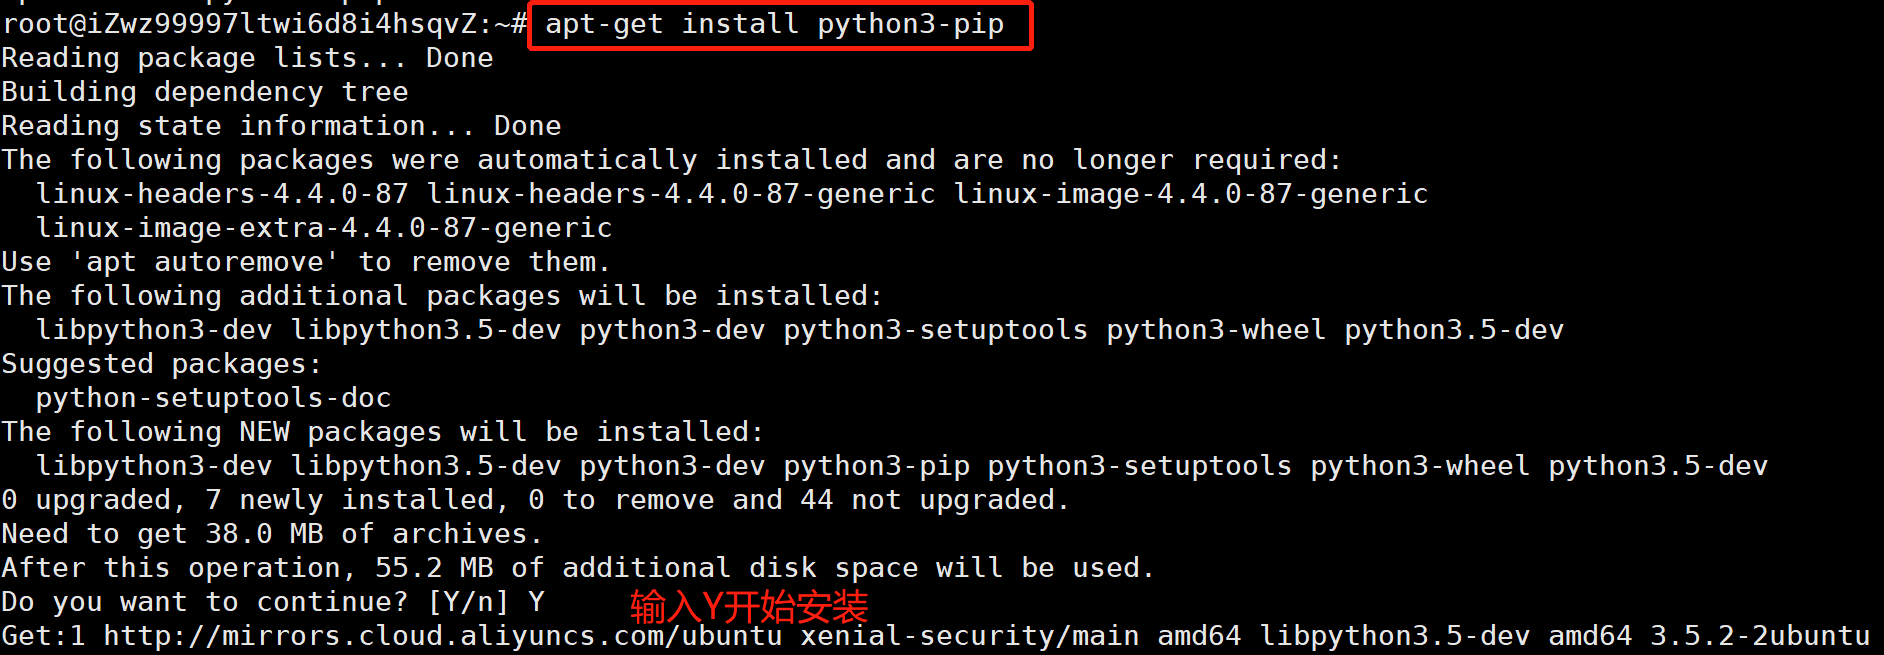 root@iZwz99997ltwi6d8i4hsqvZ:~# apt-get install python3-pip
Reading package lists... Done
Building dependency tree
Reading state information... Done
The following packages were automatically installed and are no longer required:
  linux-headers-4.4.0-87 linux-headers-4.4.0-87-generic linux-image-4.4.0-87-generic
  linux-image-extra-4.4.0-87-generic
Use 'apt autoremove' to remove them.
The following additional packages will be installed:
  libpython3-dev libpython3.5-dev python3-dev python3-setuptools python3-wheel python3.5-dev
Suggested packages:
  python-setuptools-doc
The following NEW packages will be installed:
  libpython3-dev libpython3.5-dev python3-dev python3-pip python3-setuptools python3-wheel python3.5-dev
0 upgraded, 7 newly installed, 0 to remove and 44 not upgraded.
Need to get 38.0 MB of archives.
After this operation, 55.2 MB of additional disk space will be used.
Do you want to continue? [Y/n] Y 输入Y开始安装
Get:1 http://mirrors.cloud.aliyuncs.com/ubuntu xenial-security/main amd64 libpython3.5-dev amd64 3.5.2-2ubuntu